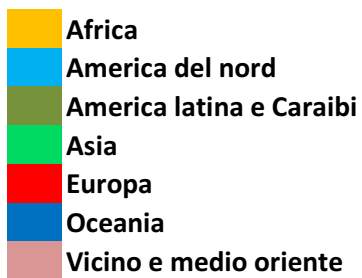 Africa
America del nord
America latina e Caraibi
Asia
Europa
Oceania
Vicino e medio oriente